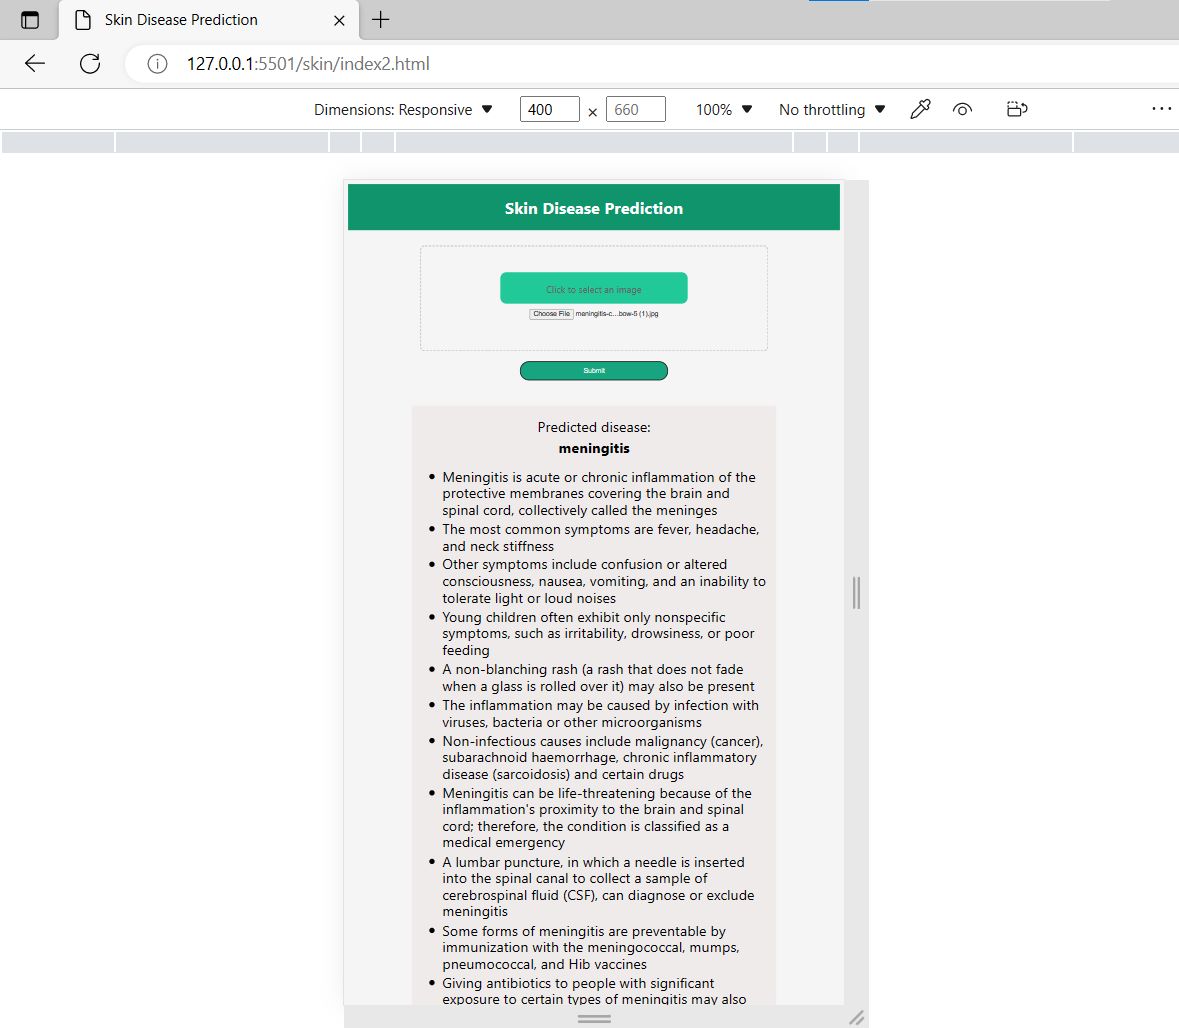 Skin Disease Prediction
127.0.0.1:5501/skin/index2.html
Dimensions: Responsive 400 x 660 100% No throttling
Skin Disease Prediction
Click to select an image
Choose File meningitis-c...bow-5 (1).jpg
Submit
Predicted disease:
meningitis
Meningitis is acute or chronic inflammation of the
protective membranes covering the brain and
spinal cord, collectively called the meninges
The most common symptoms are fever, headache,
and neck stiffness
Other symptoms include confusion or altered
consciousness, nausea, vomiting, and an inability to
tolerate light or loud noises
Young children often exhibit only nonspecific
symptoms, such as irritability, drowsiness, or poor
feeding
A non-blanching rash (a rash that does not fade
when a glass is rolled over it) may also be present
The inflammation may be caused by infection with
viruses, bacteria or other microorganisms
Non-infectious causes include malignancy (cancer),
subarachnoid haemorrhage, chronic inflammatory
disease (sarcoidosis) and certain drugs
Meningitis can be life-threatening because of the
inflammation's proximity to the brain and spinal
cord; therefore, the condition is classified as a
medical emergency
A lumbar puncture, in which a needle is inserted
into the spinal canal to collect a sample of
cerebrospinal fluid (CSF), can diagnose or exclude
meningitis
Some forms of meningitis are preventable by
immunization with the meningococcal, mumps,
pneumococcal, and Hib vaccines
Giving antibiotics to people with significant
exposure to certain types of meningitis may also